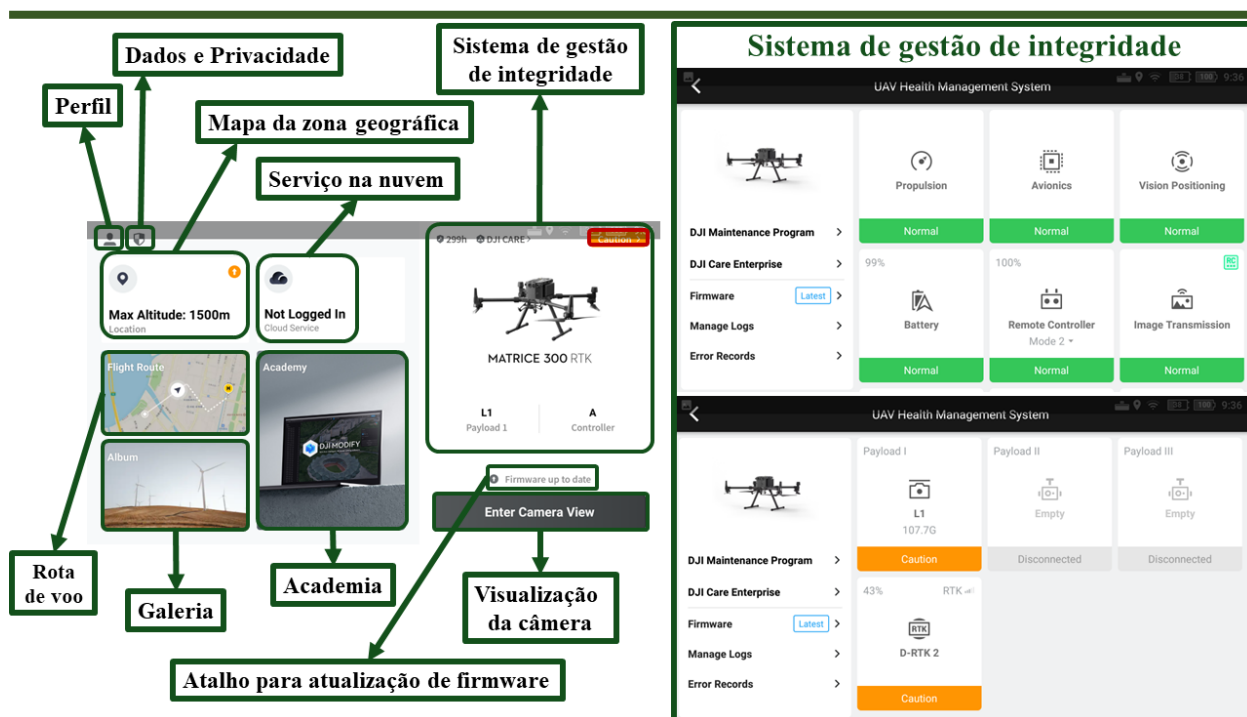 Dados e Privacidade
Sistema de gestão
de integridade
Perfil
Mapa da zona geográfica
Serviço na nuvem
299h
DJI CARE >
Caution >
Max Altitude: 1500m
Location
Not Logged In
Cloud Service
MATRICE 300 RTK
L1
Payload 1
A
Controller
Flight Route
Academy
DJI MODIFY
Album
Firmware up to date
Enter Camera View
Rota
de voo
Galeria
Academia
Visualização
da câmera
Atalho para atualização de firmware
Sistema de gestão de integridade
UAV Health Management System
100 9:36
Propulsion
Normal
Avionics
Normal
Vision Positioning
Normal
DJI Maintenance Program >
DJI Care Enterprise >
Firmware Latest >
Manage Logs >
Error Records >
99%
Battery
Normal
100%
Remote Controller
Mode 2
Normal
RC
Image Transmission
Normal
UAV Health Management System
100 9:36
Payload I
L1
107.7G
Caution
Payload II
Empty
Disconnected
Payload III
Empty
Disconnected
DJI Maintenance Program >
DJI Care Enterprise >
Firmware Latest >
Manage Logs >
Error Records >
43% RTK
RTK
D-RTK 2
Caution